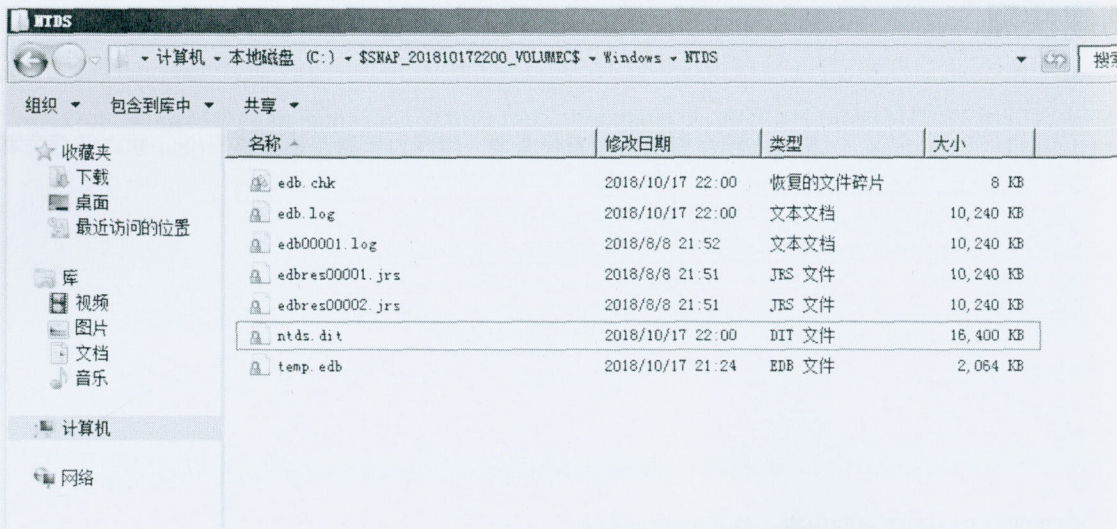 NTDS
计算机 本地磁盘 (C:) $SNAP_201810172200_VOLUMEC$ Windows NTDS 搜索
组织 包含到库中 共享
收藏夹
下载
桌面
最近访问的位置
库
视频
图片
文档
音乐
计算机
网络
名称 修改日期 类型 大小
edb.chk 2018/10/17 22:00 恢复的文件碎片 8 KB
edb.log 2018/10/17 22:00 文本文档 10,240 KB
edb00001.log 2018/8/8 21:52 文本文档 10,240 KB
edbres00001.jrs 2018/8/8 21:51 JRS 文件 10,240 KB
edbres00002.jrs 2018/8/8 21:51 JRS 文件 10,240 KB
ntds.dit 2018/10/17 22:00 DIT 文件 16,400 KB
temp.edb 2018/10/17 21:24 EDB 文件 2,064 KB